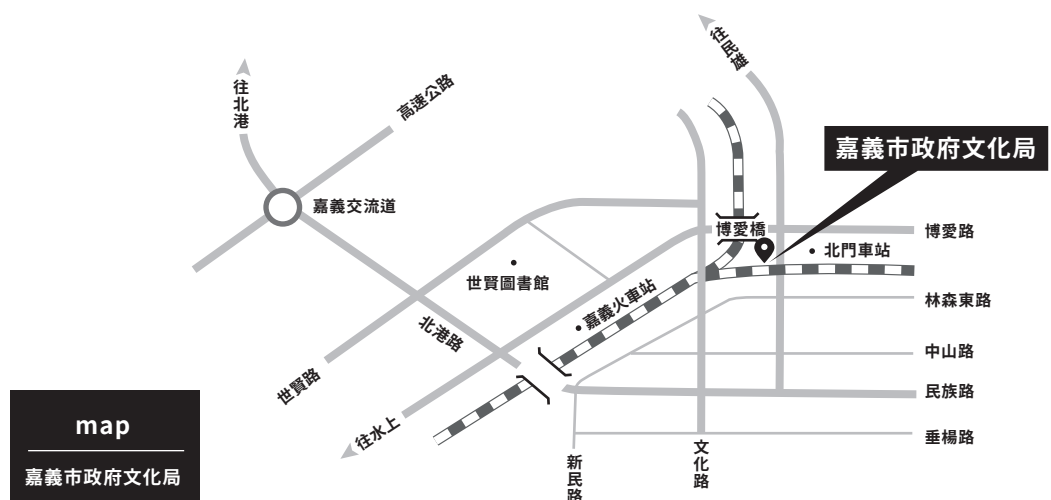 往民雄
往北港
高速公路
嘉義市政府文化局
嘉義交流道
博愛橋
博愛路
北門車站
世賢圖書館
嘉義火車站
林森東路
北港路
中山路
世賢路
民族路
往水上
垂楊路
文化路
新民路
map
嘉義市政府文化局